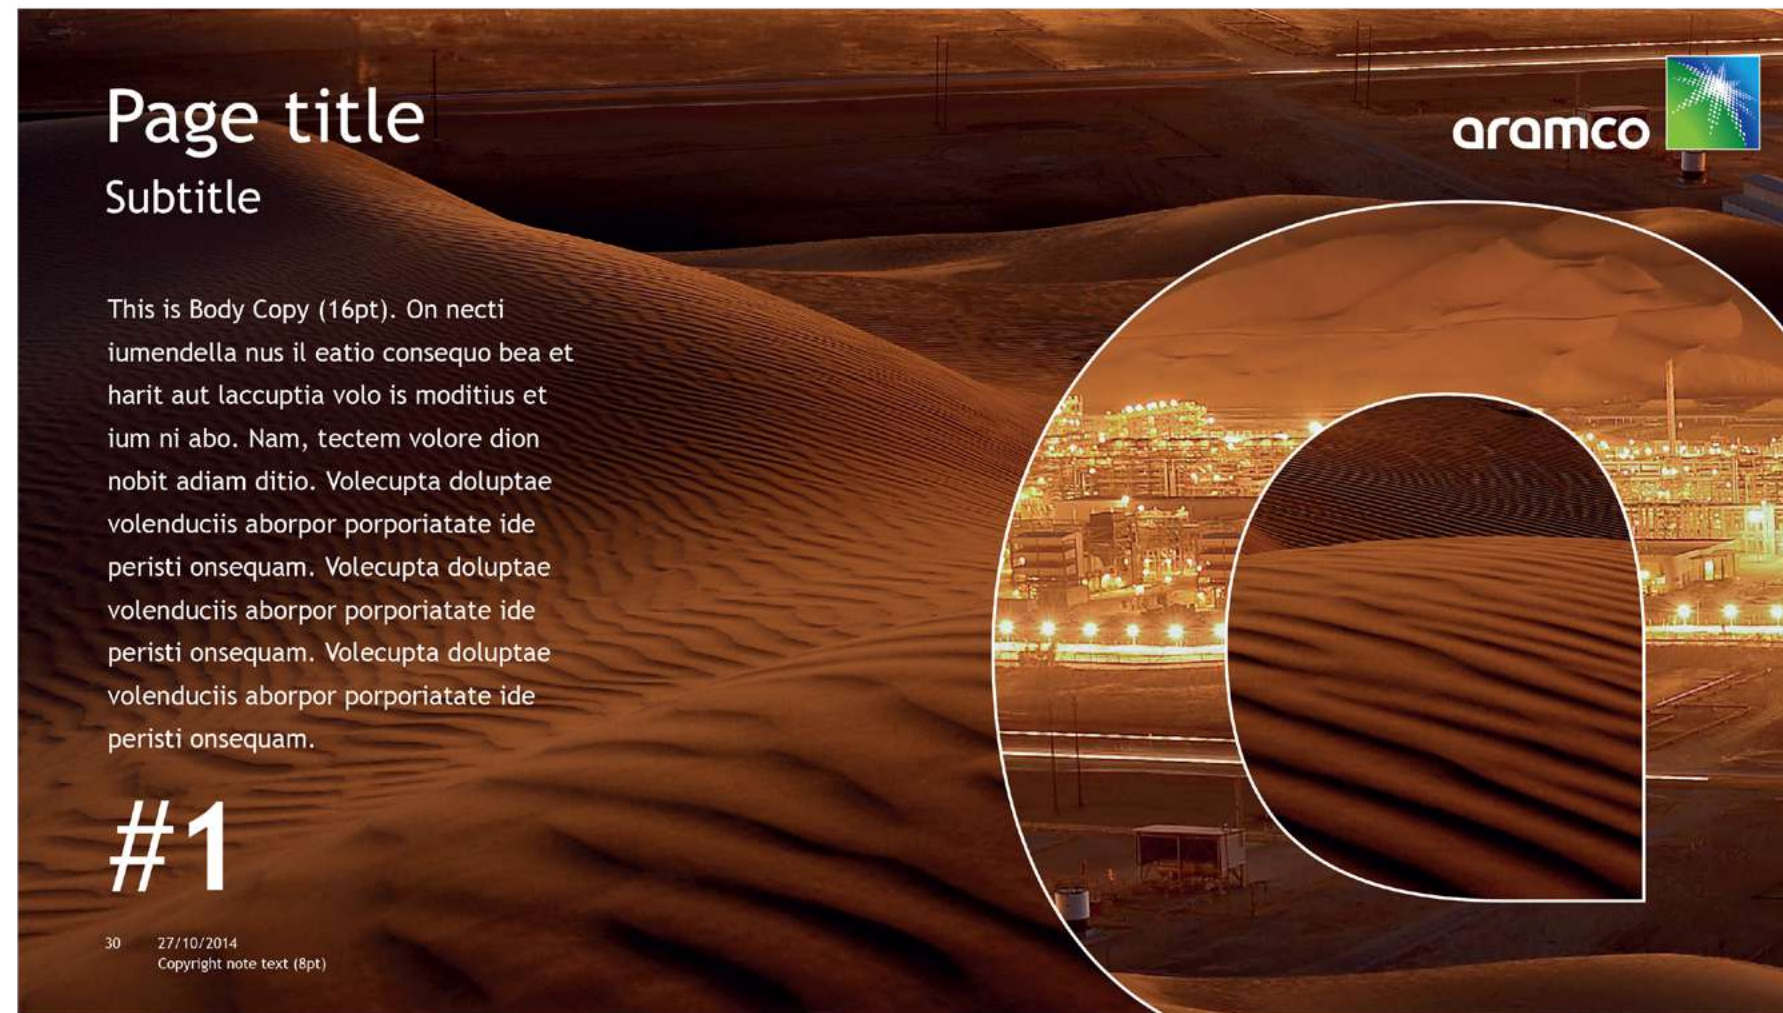 Page title
aramco
Subtitle
This is Body Copy (16pt). On necti
iumendella nus il eatio consequo bea et
harit aut laccuptia volo is moditius et
ium ni abo. Nam, tectem volore dion
nobit adiam ditio. Volecupta doluptae
volenduciis aborpor porporiatate ide
peristi onsequam. Volecupta doluptae
volenduciis aborpor porporiatate ide
peristi onsequam. Volecupta doluptae
volenduciis aborpor porporiatate ide
peristi onsequam.
#1
30 27/10/2014
Copyright note text (8pt)